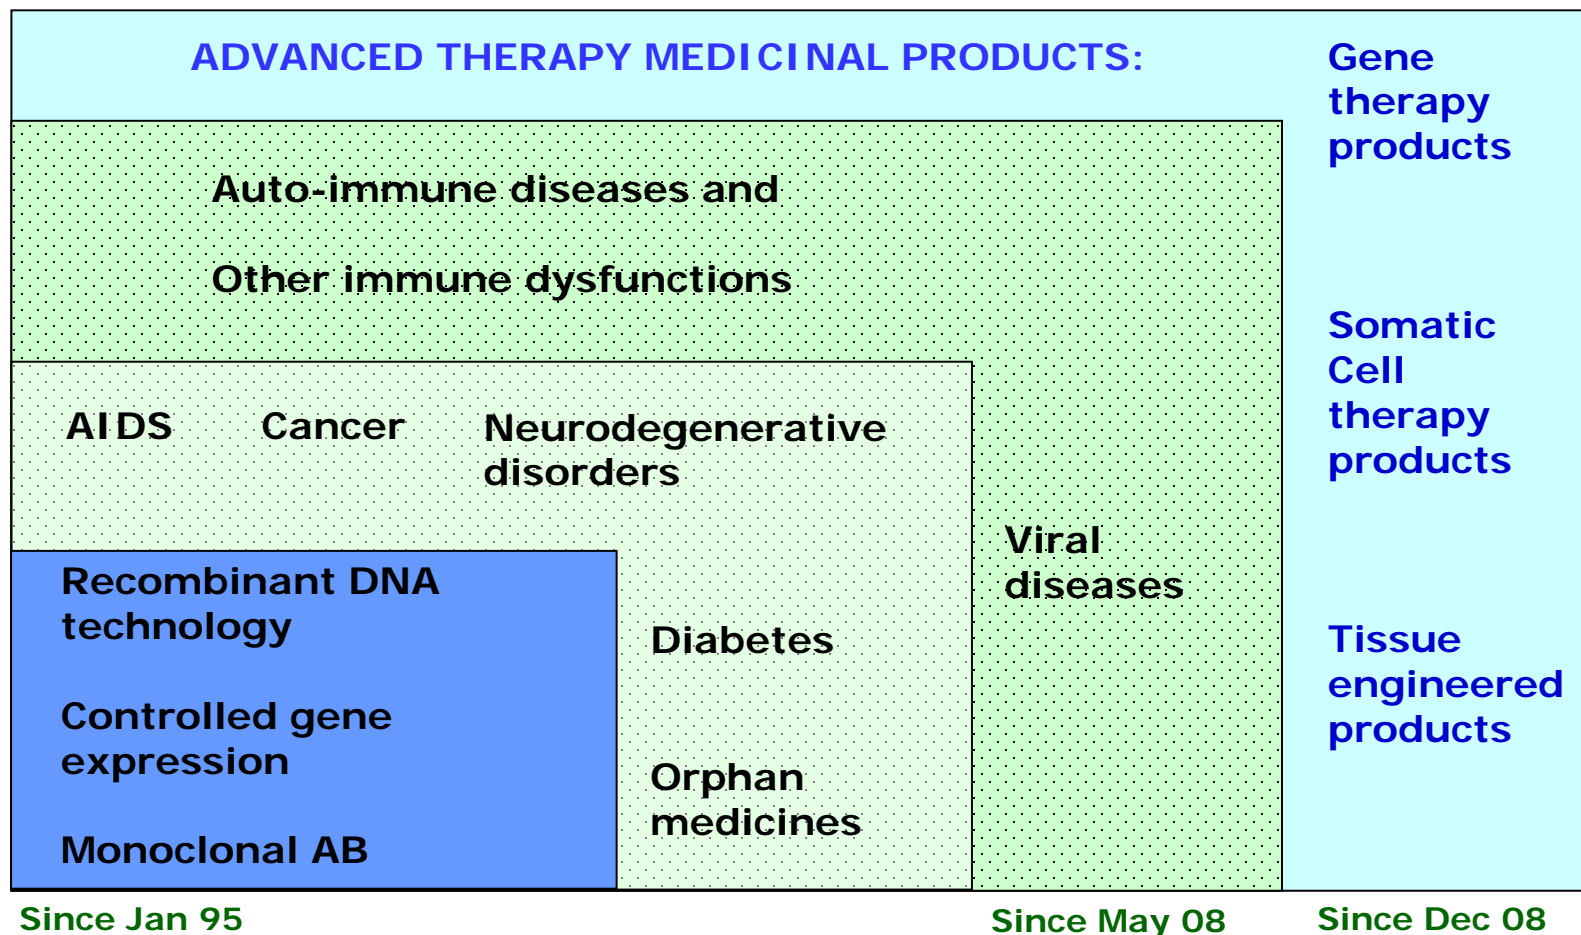 ADVANCED THERAPY MEDICINAL PRODUCTS:
Gene
therapy
products
Somatic
Cell
therapy
products
Tissue
engineered
products
Auto-immune diseases and
Other immune dysfunctions
Viral
diseases
AIDS
Cancer
Neurodegenerative
disorders
Diabetes
Orphan
medicines
Recombinant DNA
technology
Controlled gene
expression
Monoclonal AB
Since Jan 95
Since May 08
Since Dec 08